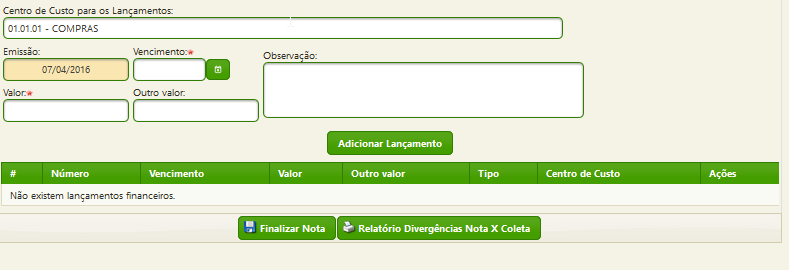 Centro de Custo para os Lançamentos:
01.01.01 - COMPRAS
Emissão: Vencimento:* Observação:
07/04/2016
Valor:* Outro valor:
Adicionar Lançamento
# Número Vencimento Valor Outro valor Tipo Centro de Custo Ações
Não existem lançamentos financeiros.
Finalizar Nota Relatório Divergências Nota X Coleta